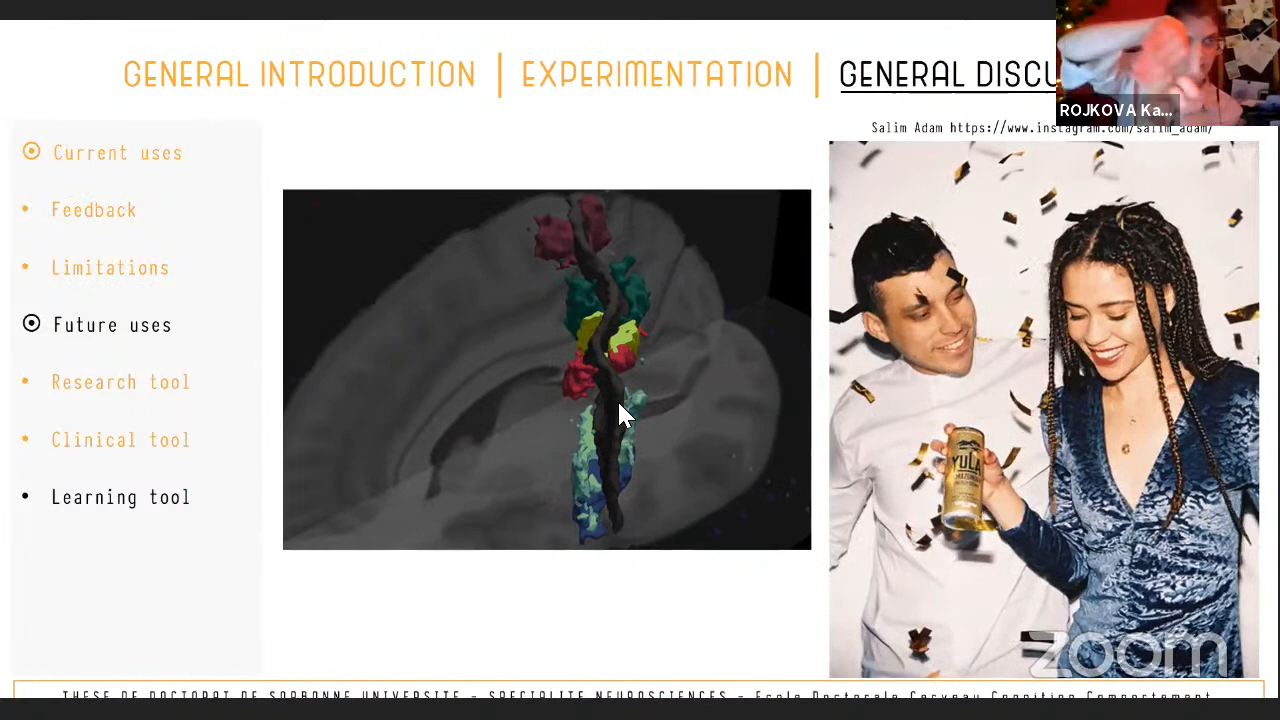 GENERAL INTRODUCTION | EXPERIMENTATION | GENERAL DISCU
ROJKOVA Ka...
Salim Adam https://www.instagram.com/salim_adam/
Current uses
• Feedback
• Limitations
Future uses
• Research tool
• Clinical tool
• Learning tool
YULA
zoom
THESE DE DOCTORAT DE SORBONNE UNIVERSITE - SPECIALITE NEUROSCIENCES - Ecole Doctorale Cerveau Cognition Comportement